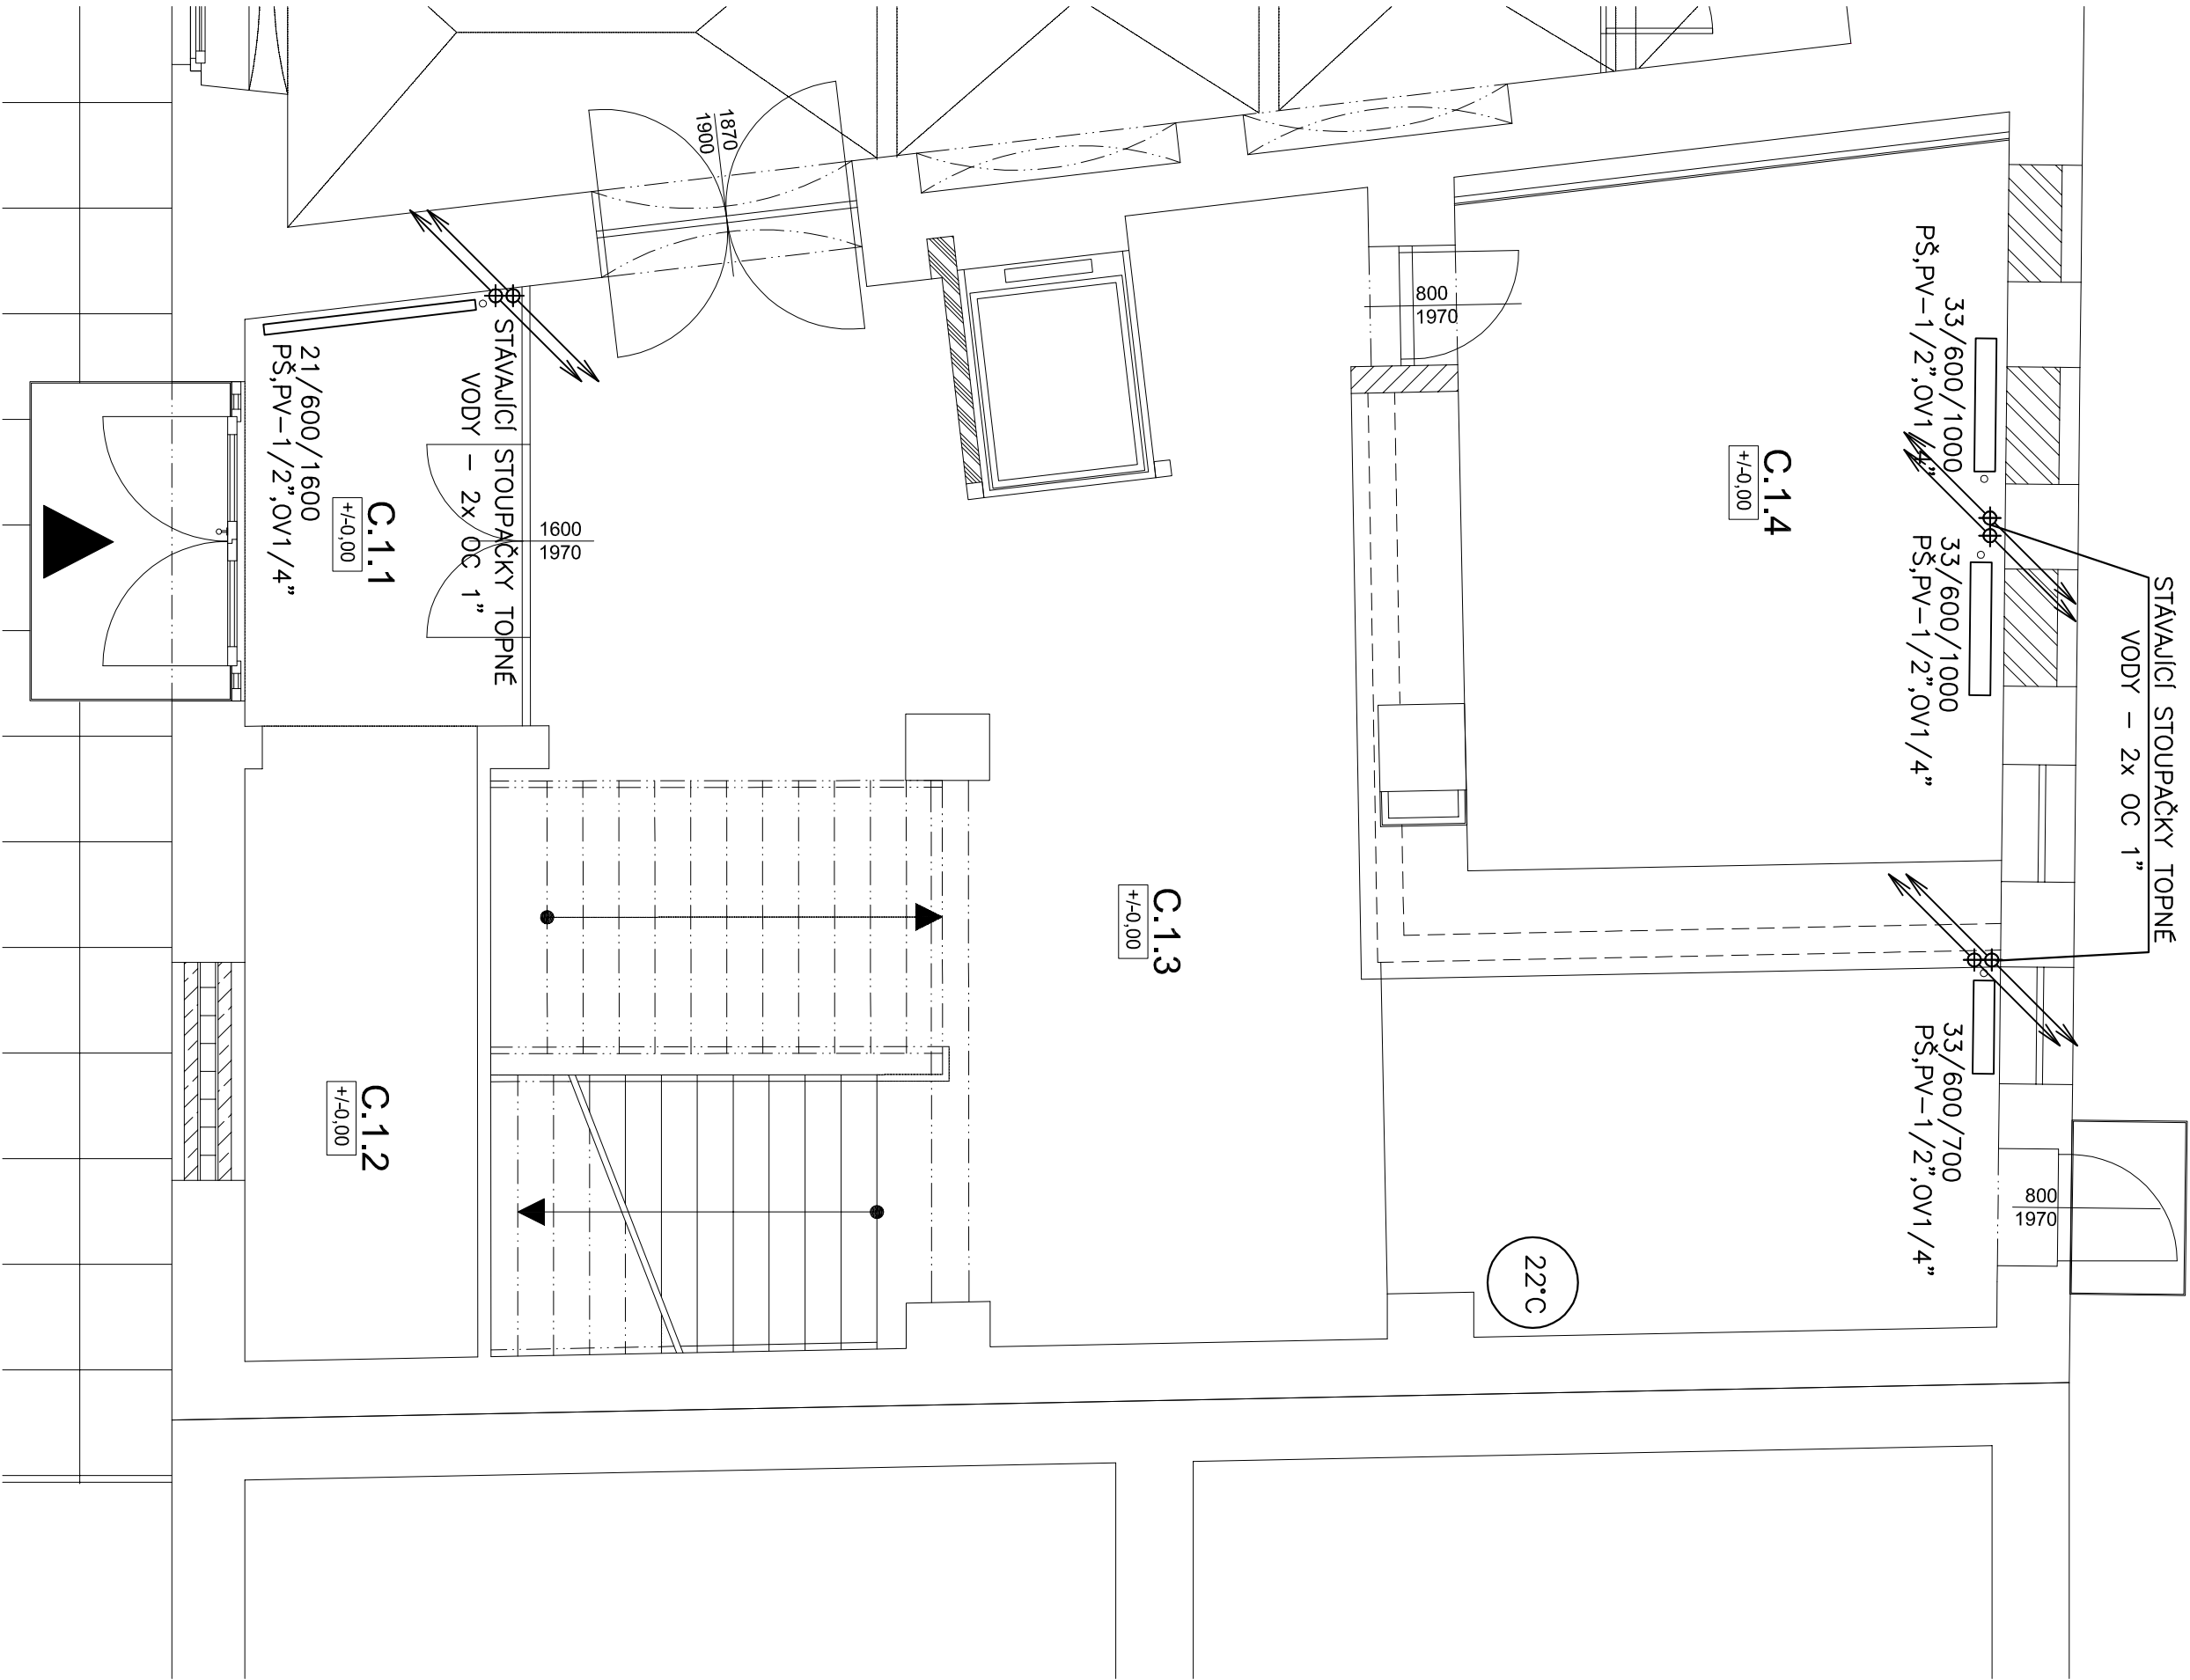 STÁVAJÍCÍ STOUPAČKY TOPNÉ
VODY – 2x OC 1"
33/600/1000
PŠ,PV–1/2",OV1/4"
33/600/1000
PŠ,PV–1/2",OV1/4"
33/600/700
PŠ,PV–1/2",OV1/4"
800
1970
C.1.4
+/-0,00
22°C
800
1970
C.1.3
+/-0,00
1870
1900
1600
1970
STÁVAJÍCÍ STOUPAČKY TOPNÉ
VODY – 2x OC 1"
C.1.1
+/-0,00
C.1.2
+/-0,00
21/600/1600
PŠ,PV–1/2",OV1/4"